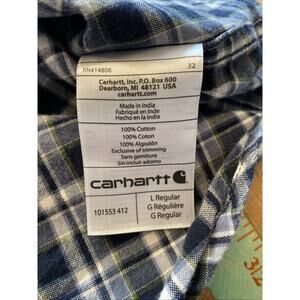 RN#14806 32
Carhartt, Inc. P.O. Box 600
Dearborn, MI 48121 USA
carhartt.com
Made in India
Fabriqué en Inde
Hecho en la India
100% Cotton
100% Coton
100% Algodón
Exclusive of trimming
Sans garniture
Sin incluir adorno
carhartt
101553 412
L Regular
G Régulière
G Regular